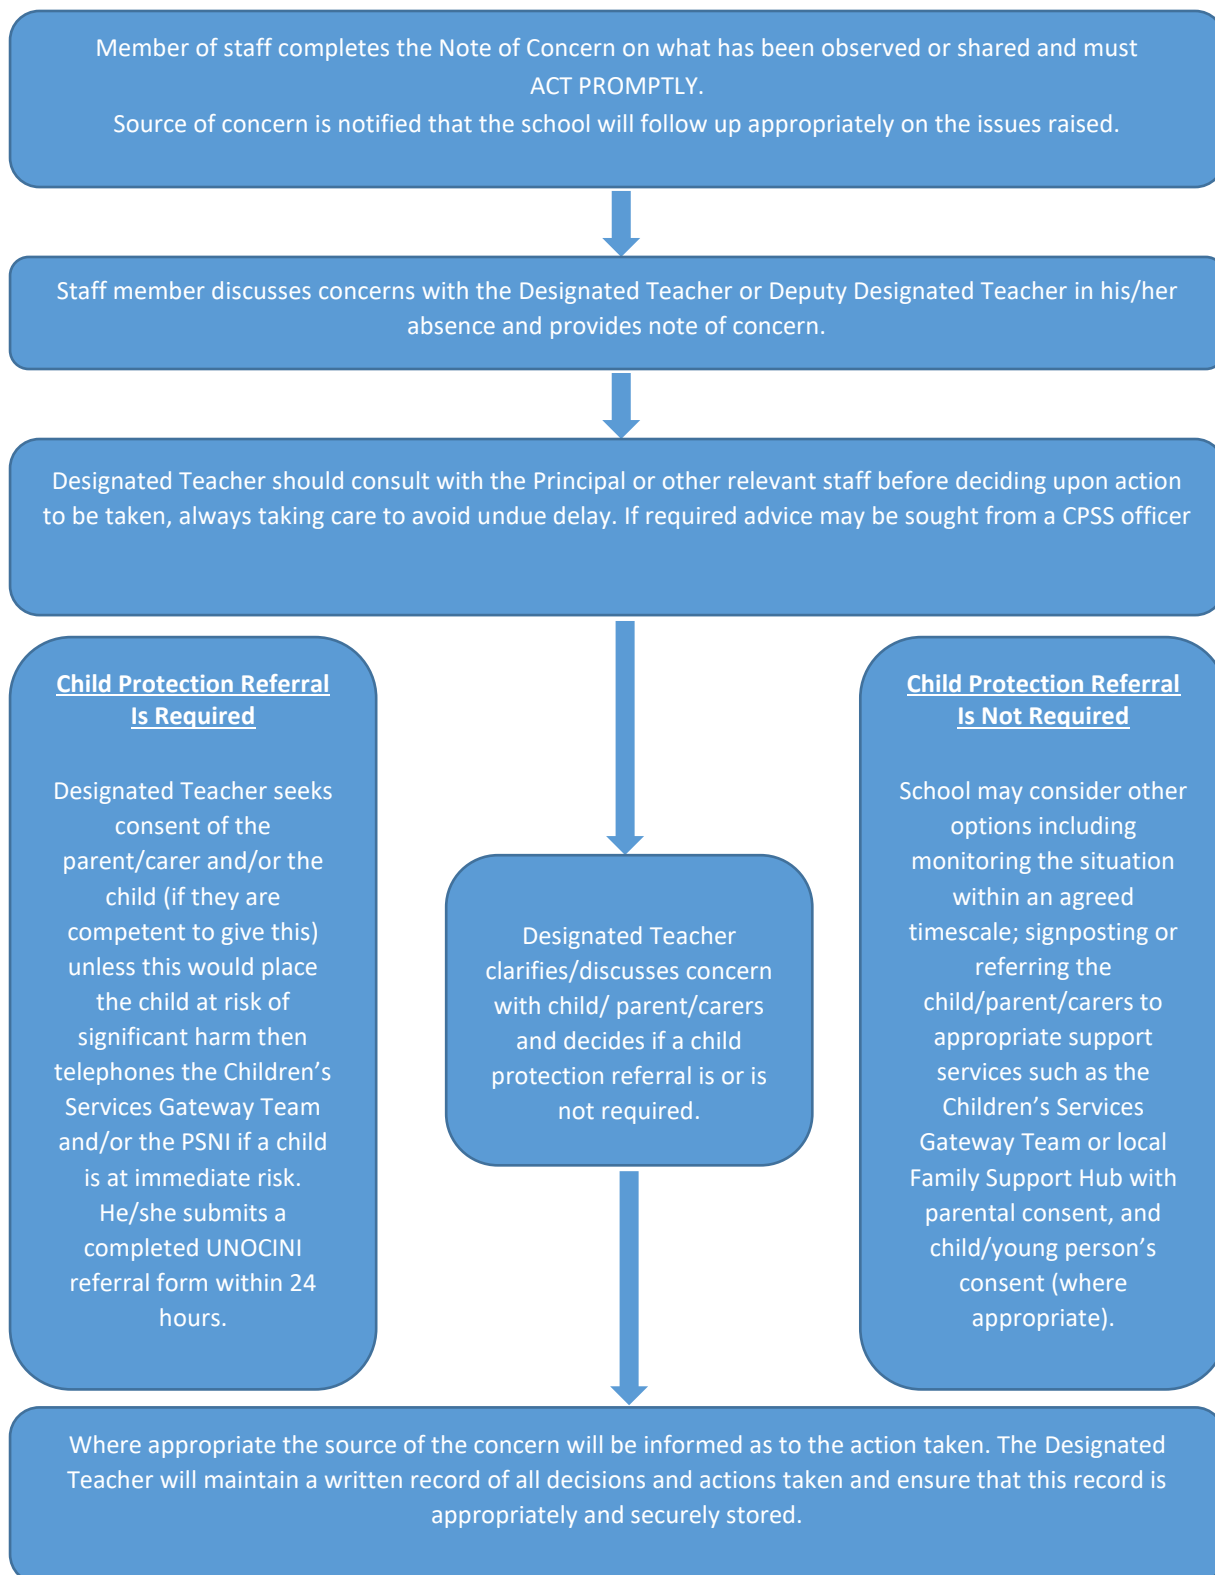 Member of staff completes the Note of Concern on what has been observed or shared and must
ACT PROMPTLY.
Source of concern is notified that the school will follow up appropriately on the issues raised.
Staff member discusses concerns with the Designated Teacher or Deputy Designated Teacher in his/her
absence and provides note of concern.
Designated Teacher should consult with the Principal or other relevant staff before deciding upon action
to be taken, always taking care to avoid undue delay. If required advice may be sought from a CPSS officer
Child Protection Referral
Is Required
Designated Teacher seeks
consent of the
parent/carer and/or the
child (if they are
competent to give this)
unless this would place
the child at risk of
significant harm then
telephones the Children’s
Services Gateway Team
and/or the PSNI if a child
is at immediate risk.
He/she submits a
completed UNOCINI
referral form within 24
hours.
Designated Teacher
clarifies/discusses concern
with child/ parent/carers
and decides if a child
protection referral is or is
not required.
Child Protection Referral
Is Not Required
School may consider other
options including
monitoring the situation
within an agreed
timescale; signposting or
referring the
child/parent/carers to
appropriate support
services such as the
Children’s Services
Gateway Team or local
Family Support Hub with
parental consent, and
child/young person’s
consent (where
appropriate).
Where appropriate the source of the concern will be informed as to the action taken. The Designated
Teacher will maintain a written record of all decisions and actions taken and ensure that this record is
appropriately and securely stored.